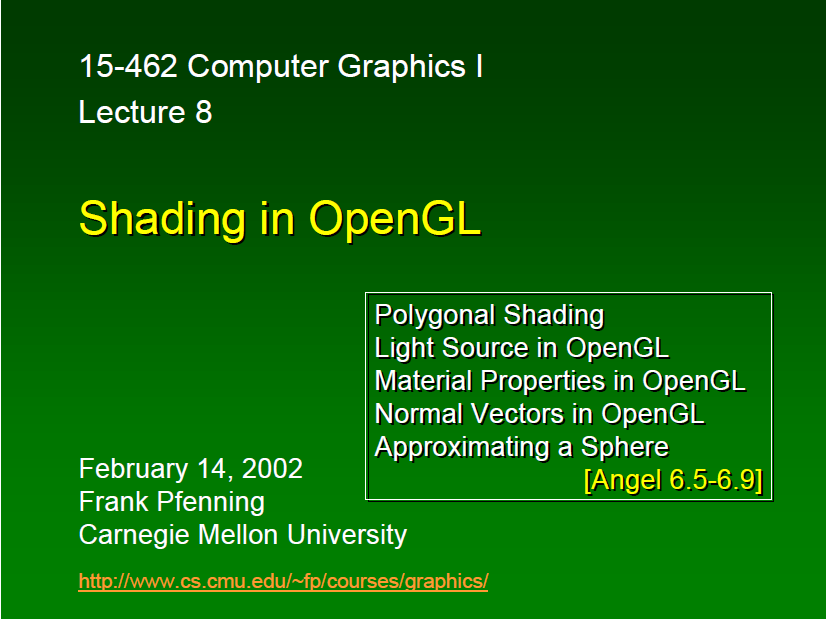 15-462 Computer Graphics I
Lecture 8
Shading in OpenGL
Polygonal Shading
Light Source in OpenGL
Material Properties in OpenGL
Normal Vectors in OpenGL
Approximating a Sphere
[Angel 6.5-6.9]
February 14, 2002
Frank Pfenning
Carnegie Mellon University
http://www.cs.cmu.edu/~fp/courses/graphics/